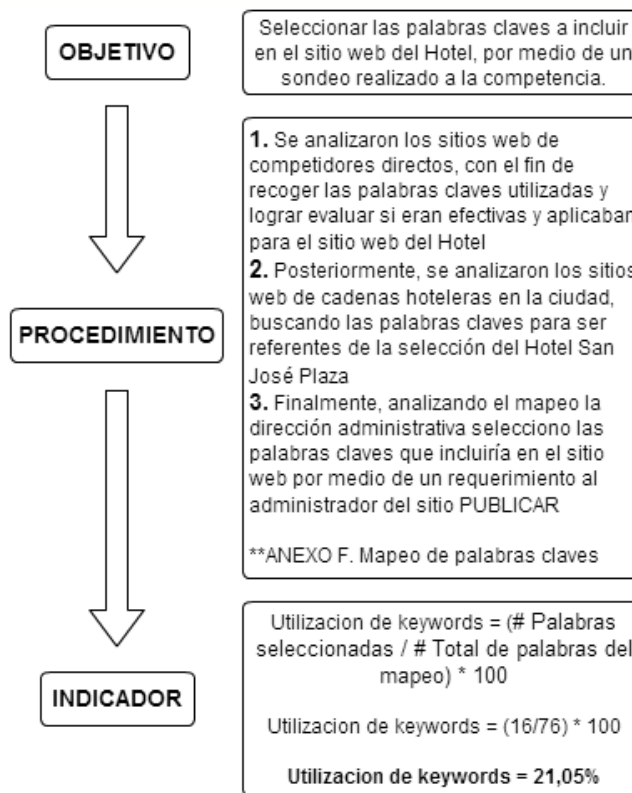 OBJETIVO
Seleccionar las palabras claves a incluir
en el sitio web del Hotel, por medio de un
sondeo realizado a la competencia.
PROCEDIMIENTO
1. Se analizaron los sitios web de
competidores directos, con el fin de
recoger las palabras claves utilizadas y
lograr evaluar si eran efectivas y aplicaban
para el sitio web del Hotel
2. Posteriormente, se analizaron los sitios
web de cadenas hoteleras en la ciudad,
buscando las palabras claves para ser
referentes de la selección del Hotel San
José Plaza
3. Finalmente, analizando el mapeo la
dirección administrativa selecciono las
palabras claves que incluiría en el sitio
web por medio de un requerimiento al
administrador del sitio PUBLICAR
**ANEXO F. Mapeo de palabras claves
INDICADOR
Utilizacion de keywords = (# Palabras
seleccionadas / # Total de palabras del
mapeo) * 100
Utilizacion de keywords = (16/76) * 100
Utilizacion de keywords = 21,05%